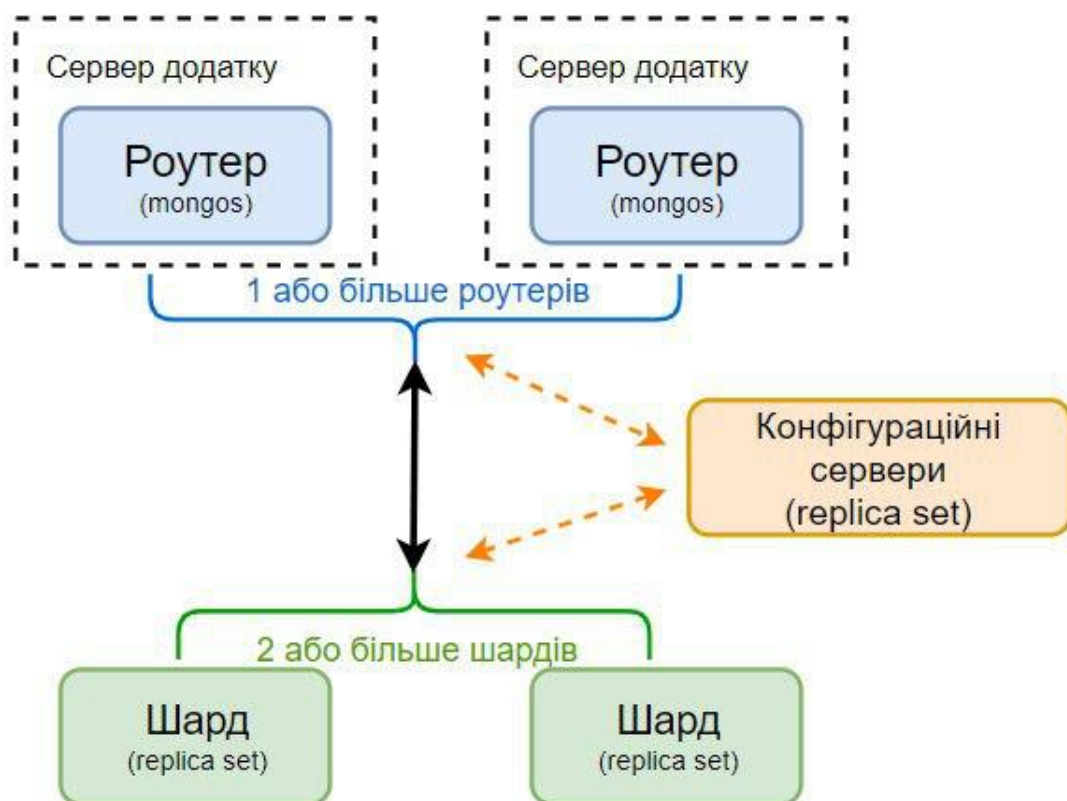 Сервер додатку
Роутер
(mongos)
Сервер додатку
Роутер
(mongos)
1 або більше роутерів
Конфігураційні
сервери
(replica set)
2 або більше шардів
Шард
(replica set)
Шард
(replica set)